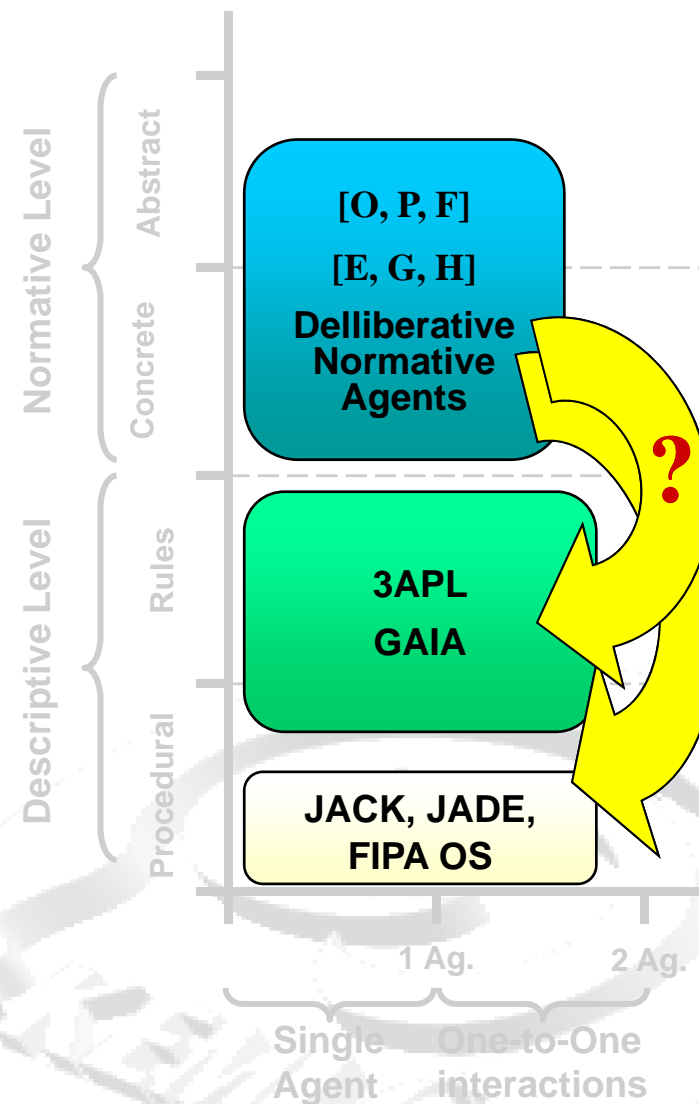 Normative Level
Abstract
Concrete
[O, P, F]
[E, G, H]
Delliberative
Normative
Agents
?
Descriptive Level
Rules
Procedural
3APL
GAIA
JACK, JADE,
FIPA OS
1 Ag.
2 Ag.
Single
Agent
One-to-One
interactions